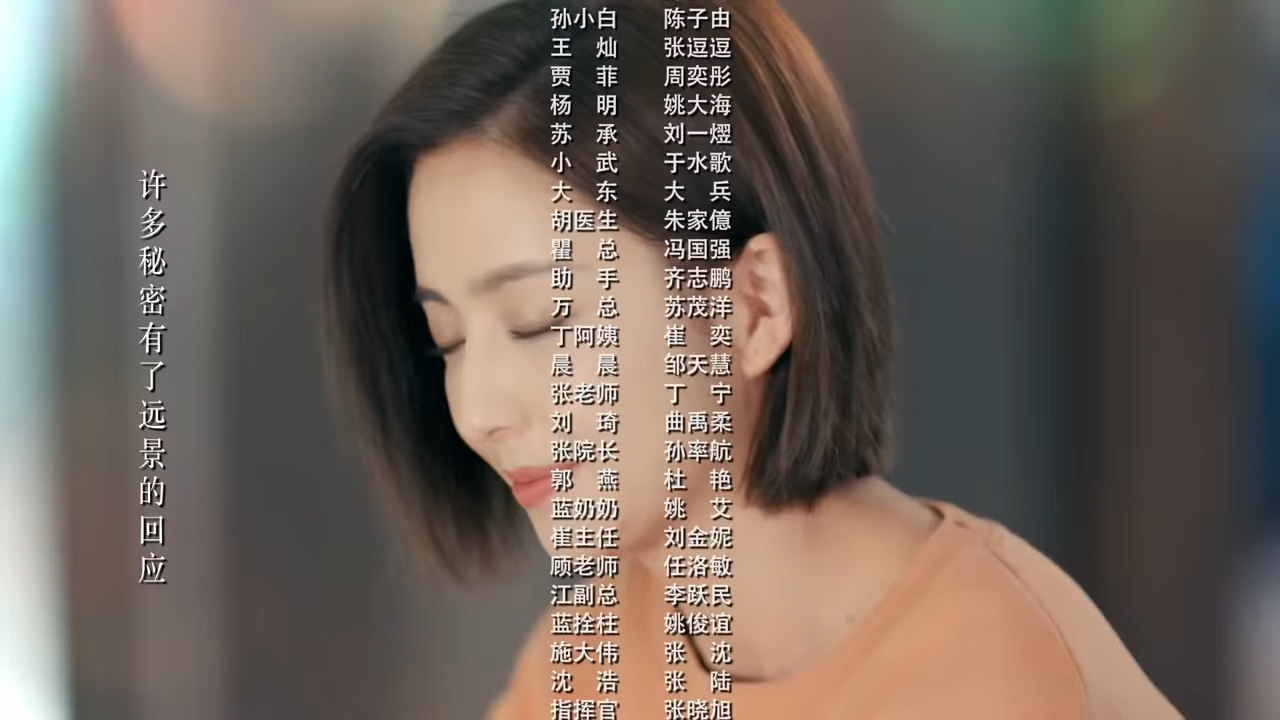 许多秘密有了远景的回应
孙小白 陈子由
王灿 张逗逗
贾菲 周奕彤
杨明 姚大海
苏承 刘一熤
小武 于水歌
大东 大兵
胡医生 朱家億
瞿总 冯国强
助手 齐志鹏
万总 苏茂洋
丁阿姨 崔奕
晨晨 邹天慧
张老师 丁宁
刘琦 曲禹柔
张院长 孙率航
郭燕 杜艳
蓝奶奶 姚艾
崔主任 刘金妮
顾老师 任洛敏
江副总 李跃民
蓝拴柱 姚俊谊
施大伟 张沈
沈浩 张陆
指挥官 张晓旭